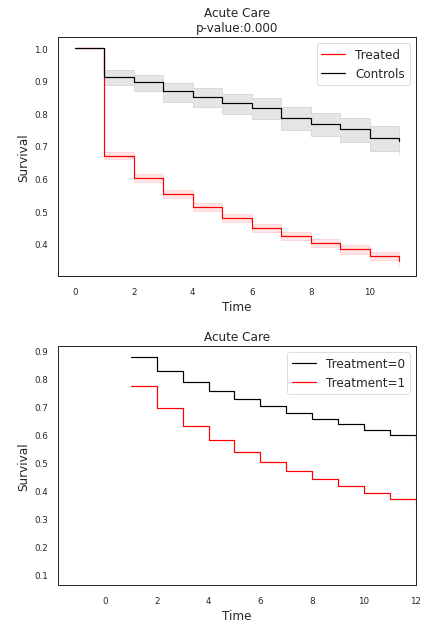 Acute Care
p-value:0.000
Treated
Controls
1.0
0.9
0.8
0.7
0.6
0.5
0.4
Survival
0 2 4 6 8 10
Time
Acute Care
Treatment=0
Treatment=1
0.9
0.8
0.7
0.6
0.5
0.4
0.3
0.2
0.1
Survival
0 2 4 6 8 10 12
Time